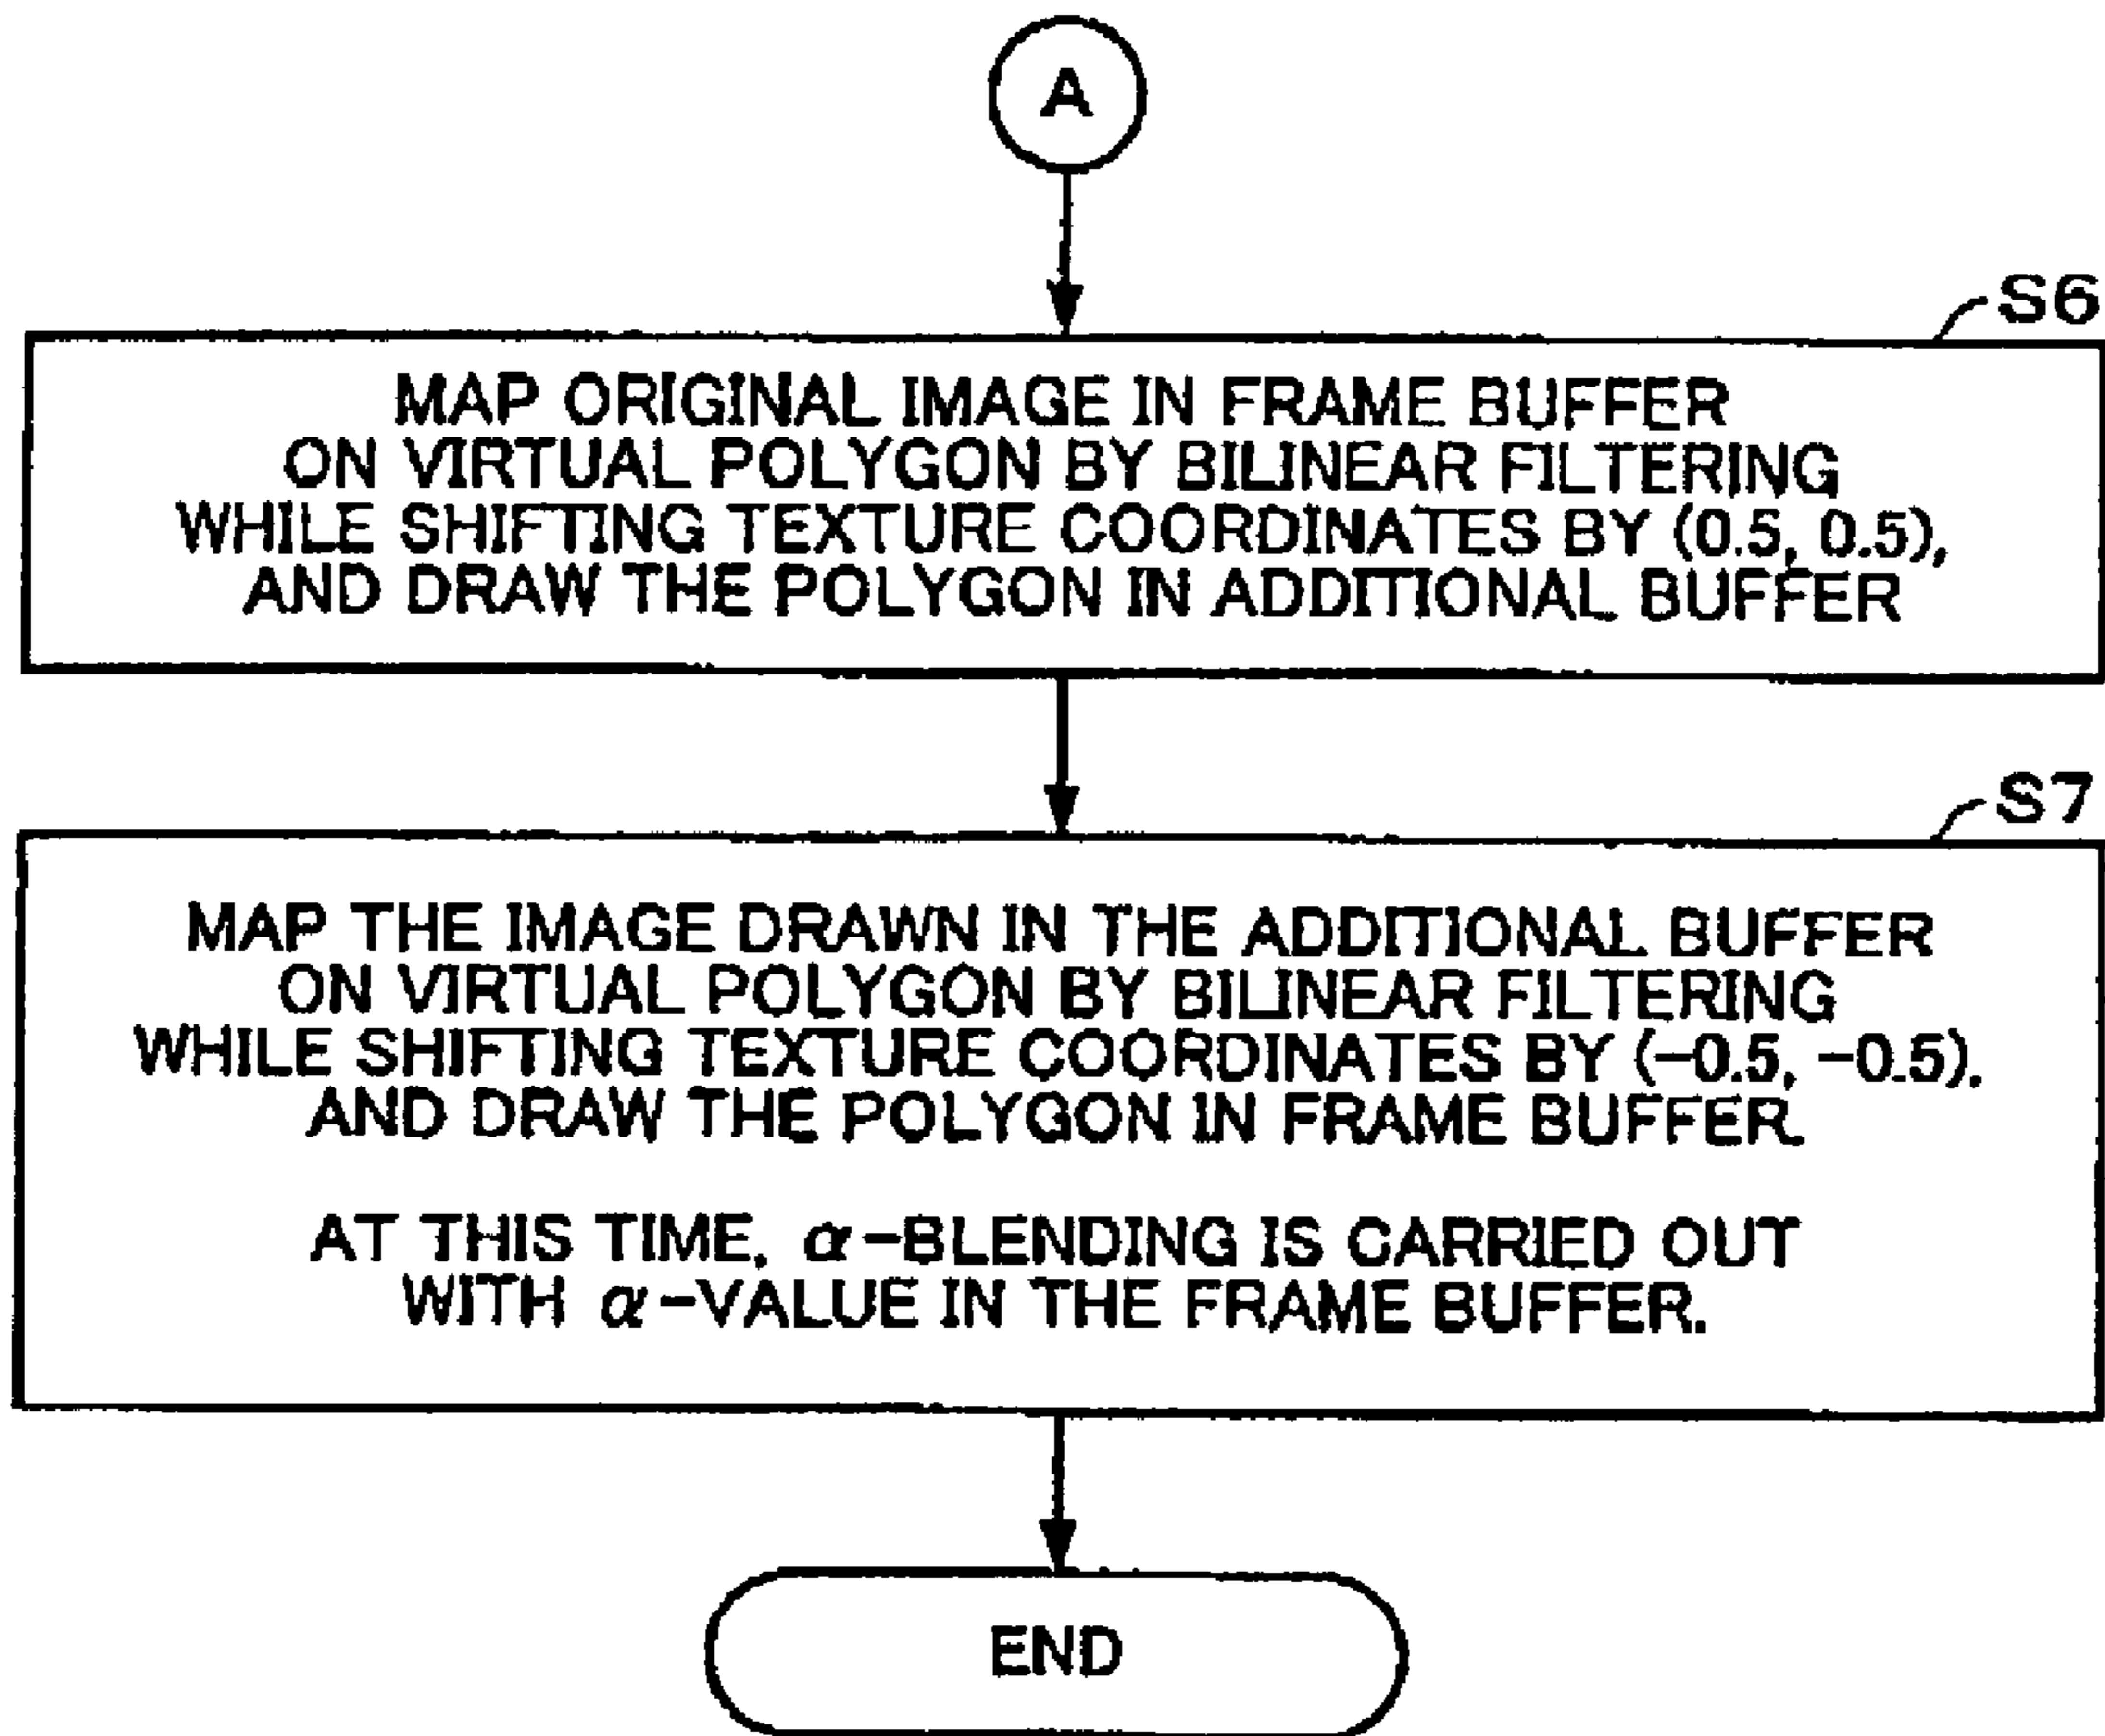 A
S6
MAP ORIGINAL IMAGE IN FRAME BUFFER
ON VIRTUAL POLYGON BY BILINEAR FILTERING
WHILE SHIFTING TEXTURE COORDINATES BY (0.5, 0.5),
AND DRAW THE POLYGON IN ADDITIONAL BUFFER
S7
MAP THE IMAGE DRAWN IN THE ADDITIONAL BUFFER
ON VIRTUAL POLYGON BY BILINEAR FILTERING
WHILE SHIFTING TEXTURE COORDINATES BY (-0.5, -0.5),
AND DRAW THE POLYGON IN FRAME BUFFER.
AT THIS TIME, α-BLENDING IS CARRIED OUT
WITH α-VALUE IN THE FRAME BUFFER.
END